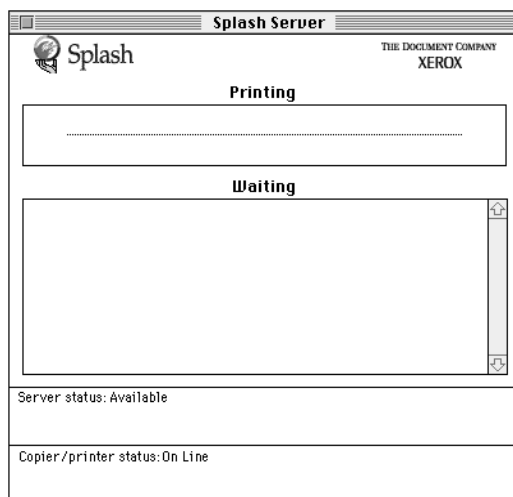 Splash Server
Splash
THE DOCUMENT COMPANY
XEROX
Printing
Waiting
Server status: Available
Copier/printer status: On Line